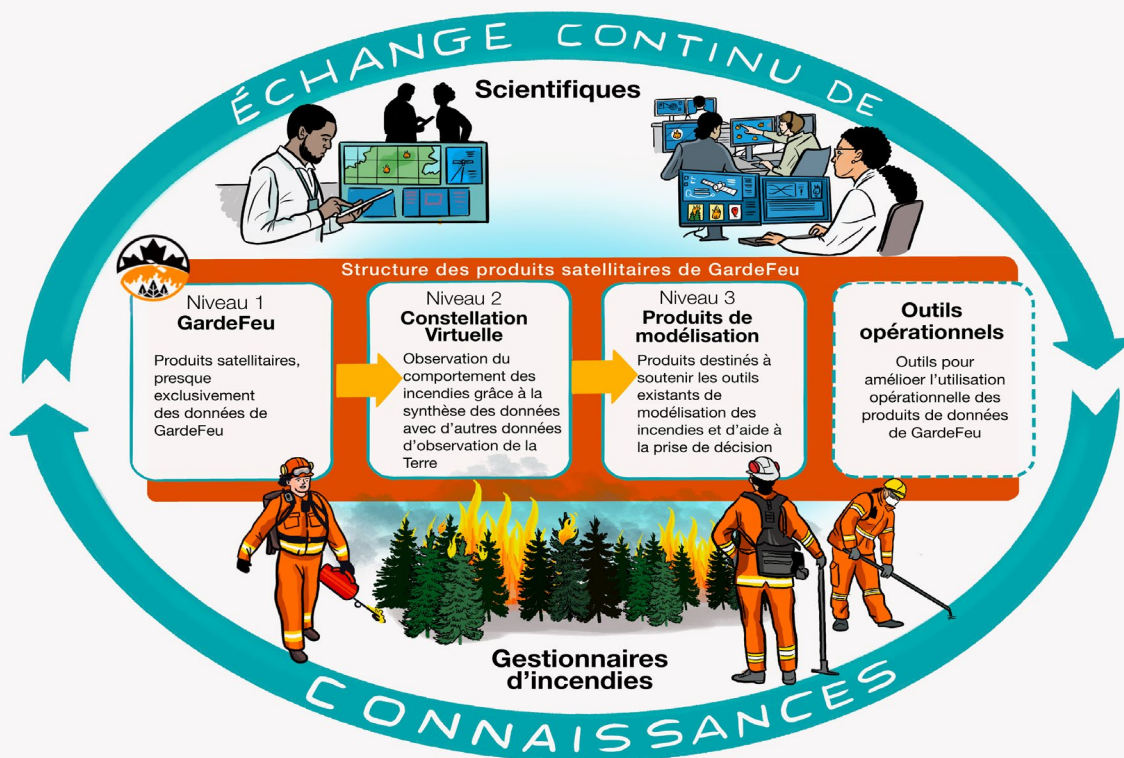 ÉCHANGE CONTINU DE
Scientifiques
Structure des produits satellitaires de GardeFeu
Niveau 1
GardeFeu
Produits satellitaires,
presque
exclusivement
des données de
GardeFeu
Niveau 2
Constellation
Virtuelle
Observation du
comportement des
incendies grâce à la
synthèse des données
avec d'autres données
d'observation de la
Terre
Niveau 3
Produits de
modélisation
Produits destinés à
soutenir les outils
existants de
modélisation des
incendies et d'aide à
la prise de décision
Outils
opérationnels
Outils pour
amélioer l'utilisation
opérationnelle des
produits de données
de GardeFeu
Gestionnaires
d'incendies
CONNAISSANCES